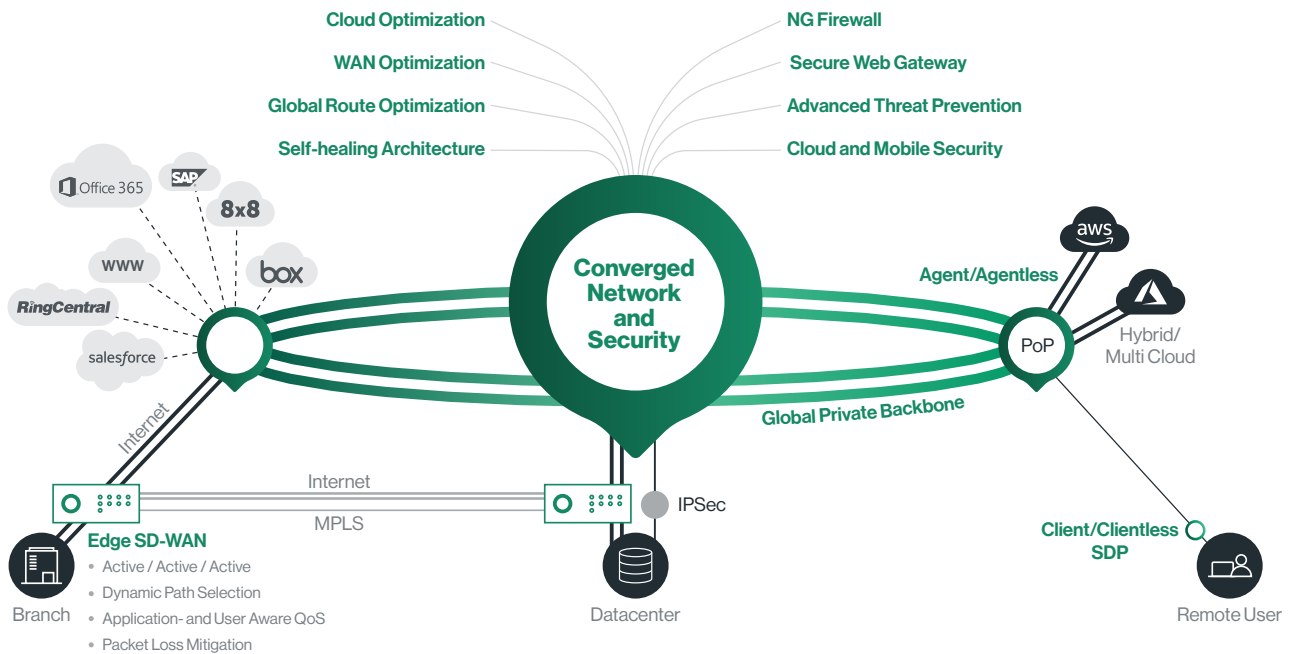 Cloud Optimization
WAN Optimization
Global Route Optimization
Self-healing Architecture
NG Firewall
Secure Web Gateway
Advanced Threat Prevention
Cloud and Mobile Security
Office 365
SAP
8x8
WWW
box
RingCentral
salesforce
Converged
Network
and
Security
Agent/Agentless
aws
PoP
Hybrid/
Multi Cloud
Global Private Backbone
Internet
Internet
MPLS
IPSec
Edge SD-WAN
• Active / Active / Active
• Dynamic Path Selection
• Application- and User Aware QoS
• Packet Loss Mitigation
Branch
Datacenter
Client/Clientless
SDP
Remote User